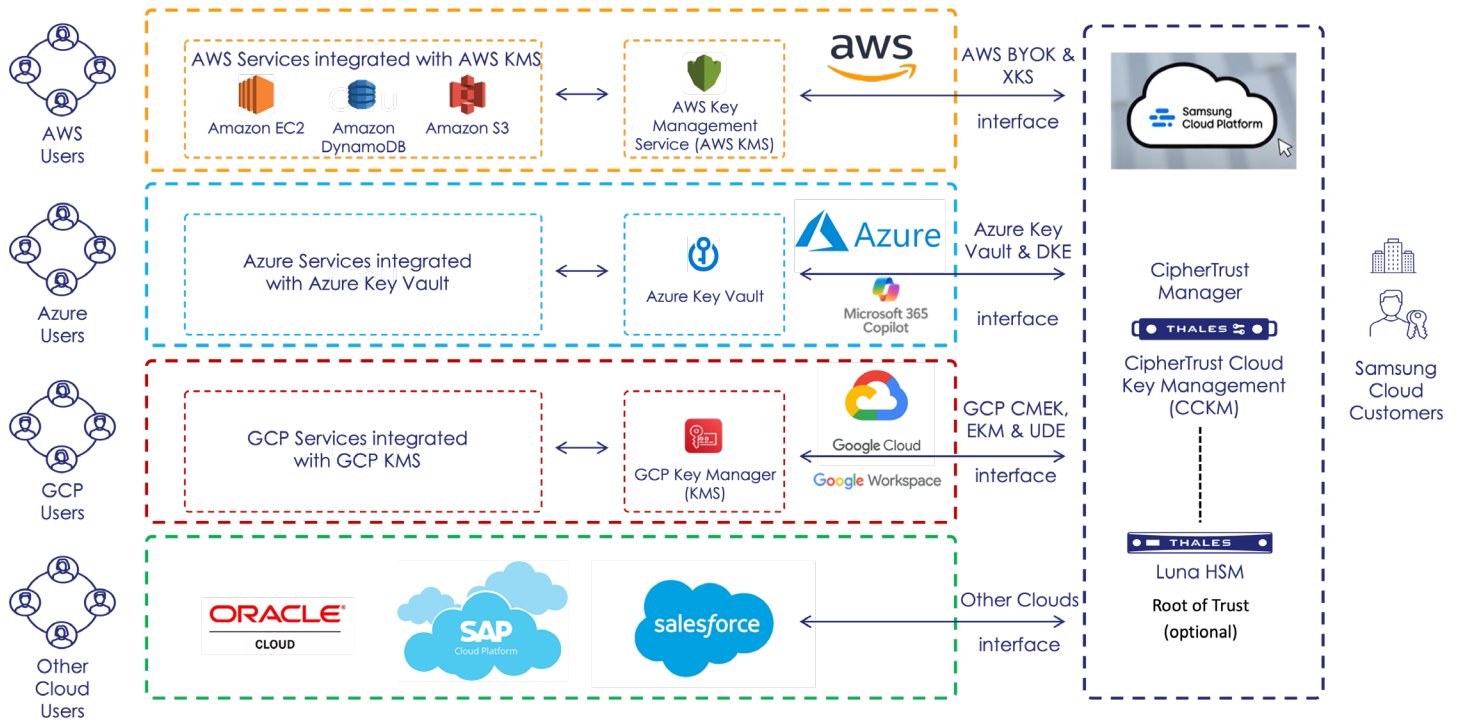 AWS
Users
AWS Services integrated with AWS KMS
Amazon EC2
Amazon
DynamoDB
Amazon S3
AWS Key
Management
Service (AWS KMS)
aws
AWS BYOK &
XKS
interface
Samsung
Cloud Platform
Azure
Users
Azure Services integrated
with Azure Key Vault
Azure Key Vault
Azure
Microsoft 365
Copilot
Azure Key
Vault & DKE
interface
CipherTrust
Manager
THALES
CipherTrust Cloud
Key Management
(CCKM)
Samsung
Cloud
Customers
GCP
Users
GCP Services integrated
with GCP KMS
GCP Key Manager
(KMS)
Google Cloud
Google Workspace
GCP CMEK,
EKM & UDE
interface
THALES
Luna HSM
Root of Trust
(optional)
Other
Cloud
Users
ORACLE®
CLOUD
SAP
Cloud Platform
salesforce
Other Clouds
interface